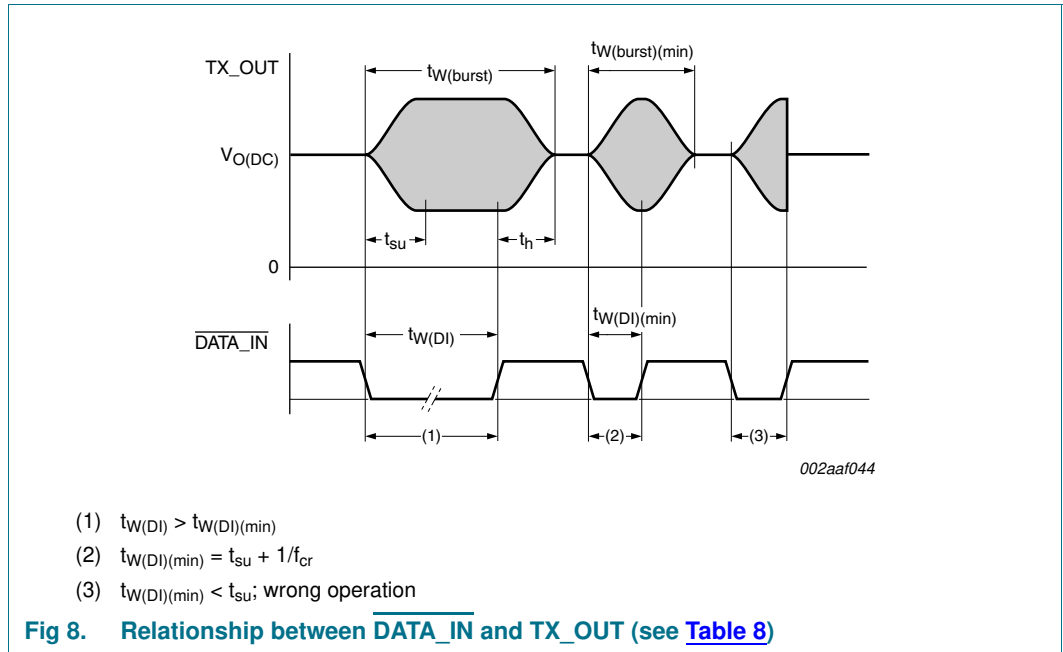 TX_OUT
tW(burst)
tW(burst)(min)
VO(DC)
tsu
th
0
DATA_IN
tW(DI)
tW(DI)(min)
(1)
(2)
(3)
002aaf044
(1) tW(DI) > tW(DI)(min)
(2) tW(DI)(min) = tsu + 1/fcr
(3) tW(DI)(min) < tsu; wrong operation
Fig 8. Relationship between DATA_IN and TX_OUT (see Table 8)